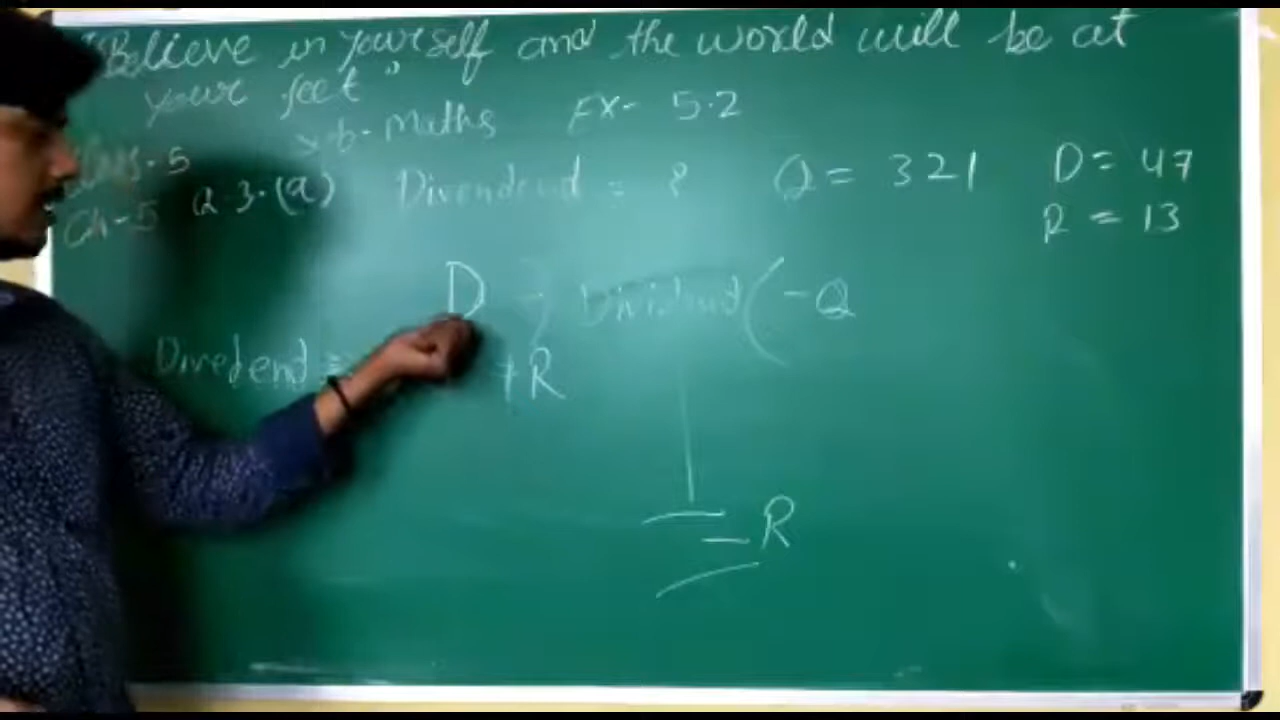 "Believe in yourself and the world will be at
your feet"
Sub- Maths EX- 5.2
Class- 5
Ch-5 Q.3.(a) Divendend = ? Q = 321 D = 47
R = 13
D ) Dividend ( - Q
Divedend = +R
- R